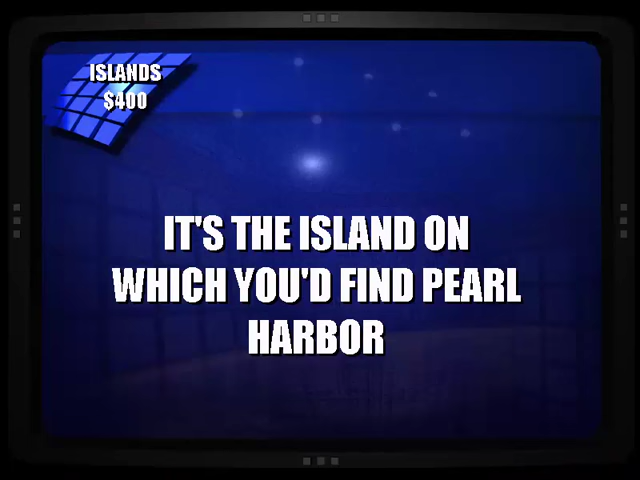 ISLANDS
$400
IT'S THE ISLAND ON
WHICH YOU'D FIND PEARL
HARBOR